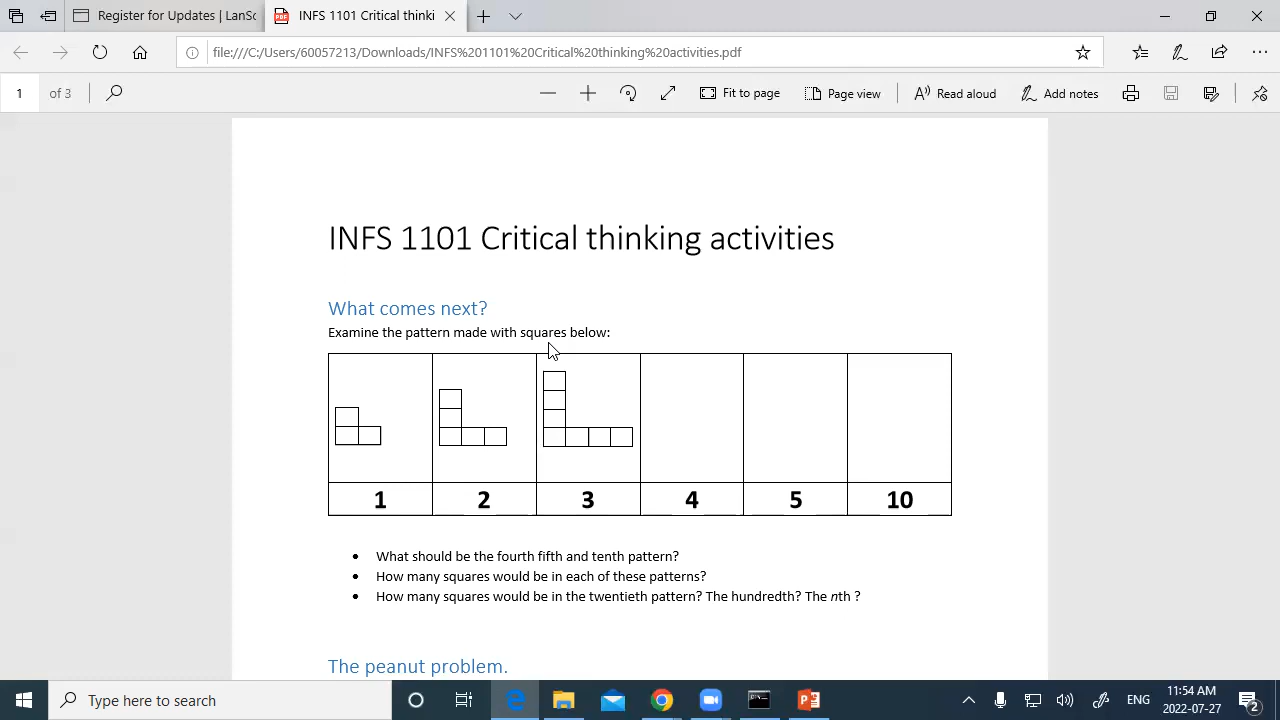 Register for Updates | LanSc
INFS 1101 Critical thinki
file:///C:/Users/60057213/Downloads/INFS%201101%20Critical%20thinking%20activities.pdf
1 of 3
Fit to page
Page view
Read aloud
Add notes
INFS 1101 Critical thinking activities
What comes next?
Examine the pattern made with squares below:
1 2 3 4 5 10
• What should be the fourth fifth and tenth pattern?
• How many squares would be in each of these patterns?
• How many squares would be in the twentieth pattern? The hundredth? The nth ?
The peanut problem.
Type here to search
ENG
11:54 AM
2022-07-27
2